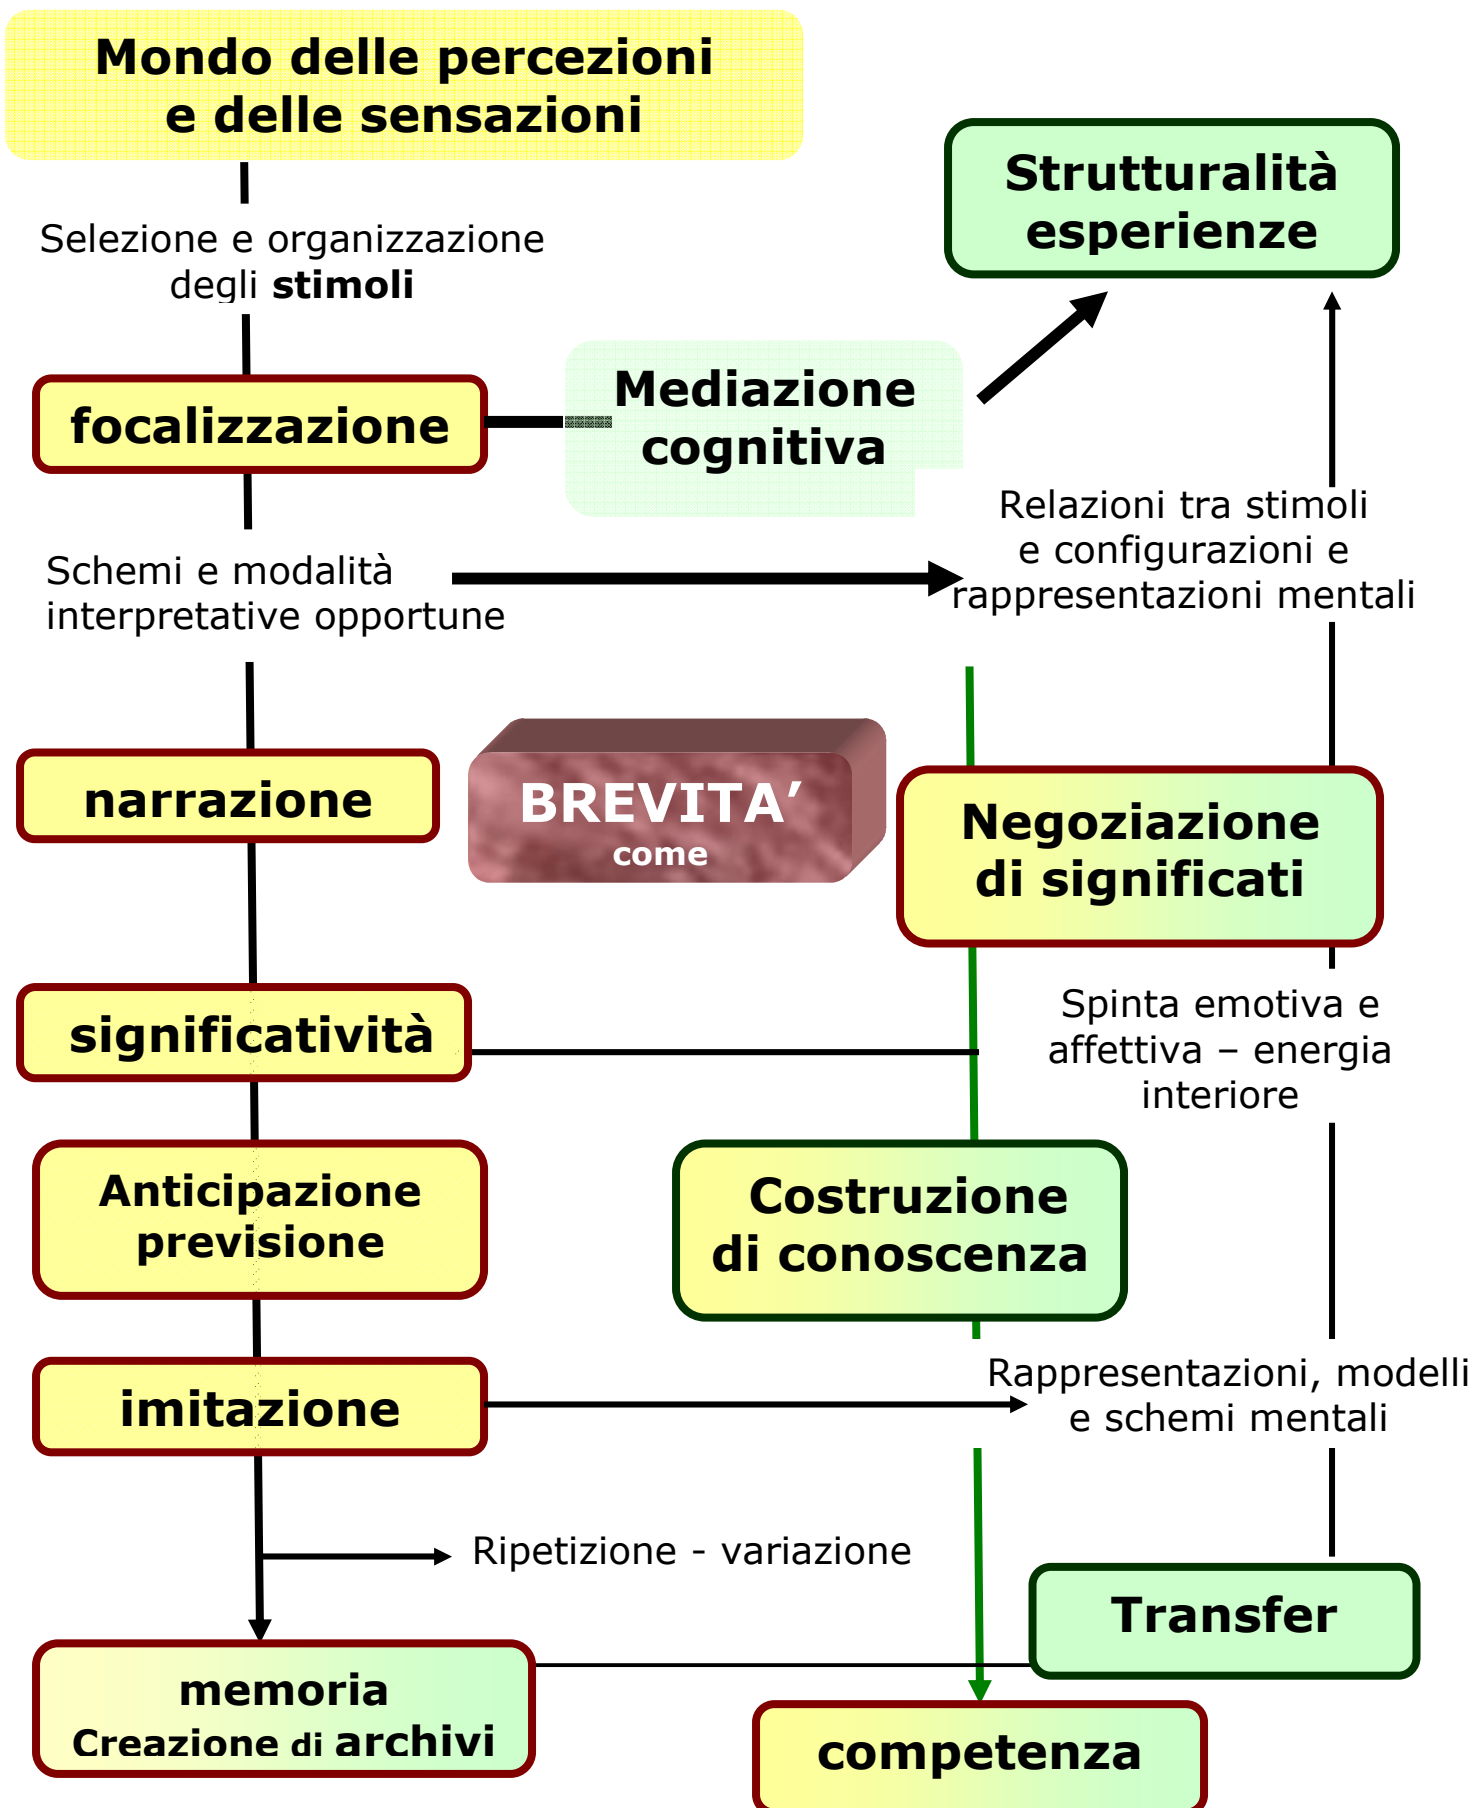 Mondo delle percezioni
e delle sensazioni
Strutturalità
esperienze
Selezione e organizzazione
degli stimoli
focalizzazione
Mediazione
cognitiva
Relazioni tra stimoli
e configurazioni e
rappresentazioni mentali
Schemi e modalità
interpretative opportune
narrazione
BREVITA’
come
Negoziazione
di significati
significatività
Spinta emotiva e
affettiva – energia
interiore
Anticipazione
previsione
Costruzione
di conoscenza
imitazione
Rappresentazioni, modelli
e schemi mentali
Ripetizione - variazione
Transfer
memoria
Creazione di archivi
competenza